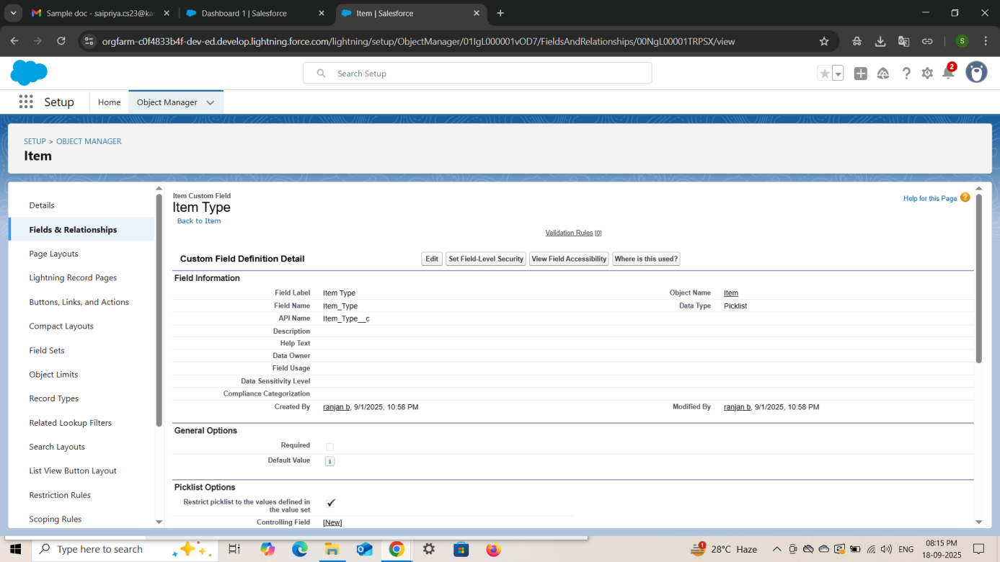 Sample doc - saipriya.cs23@ka
Dashboard 1 | Salesforce
Item | Salesforce
orgfarm-c0f4833b4f-dev-ed.develop.lightning.force.com/lightning/setup/ObjectManager/01IgL000001vOD7/FieldsAndRelationships/00NgL00001TRPSX/view
S
Search Setup
2
Setup
Home
Object Manager
SETUP > OBJECT MANAGER
Item
Details
Fields & Relationships
Page Layouts
Lightning Record Pages
Buttons, Links, and Actions
Compact Layouts
Field Sets
Object Limits
Record Types
Related Lookup Filters
Search Layouts
List View Button Layout
Restriction Rules
Scoping Rules
Item Custom Field
Item Type
Back to Item
Help for this Page
Validation Rules [0]
Custom Field Definition Detail
Edit
Set Field-Level Security
View Field Accessibility
Where is this used?
Field Information
Field Label Item Type Object Name Item
Field Name Item_Type Data Type Picklist
API Name Item_Type__c
Description
Help Text
Data Owner
Field Usage
Data Sensitivity Level
Compliance Categorization
Created By ranjan b, 9/1/2025, 10:58 PM Modified By ranjan b, 9/1/2025, 10:58 PM
General Options
Required
Default Value
Picklist Options
Restrict picklist to the values defined in
the value set
Controlling Field [New]
Type here to search
1
28°C Haze
ENG
08:15 PM
18-09-2025